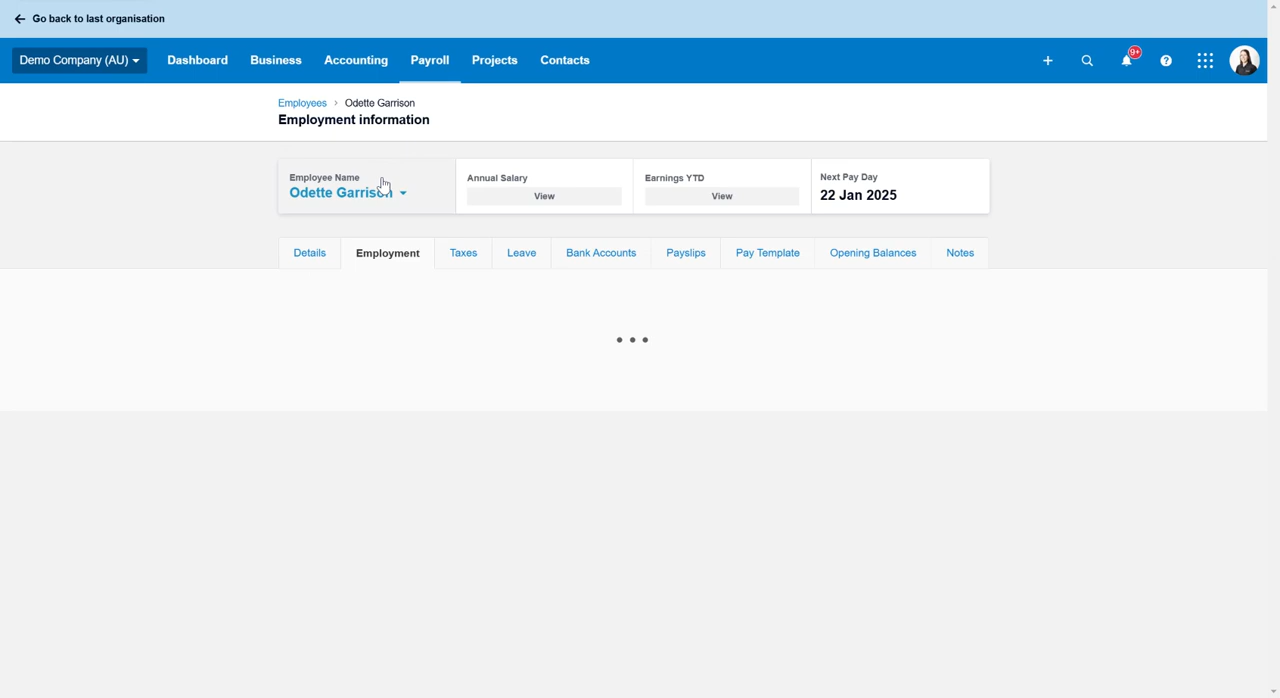 Go back to last organisation
Demo Company (AU) Dashboard Business Accounting Payroll Projects Contacts 9+
Employees > Odette Garrison
Employment information
Employee Name Annual Salary Earnings YTD Next Pay Day
Odette Garrison View View 22 Jan 2025
Details Employment Taxes Leave Bank Accounts Payslips Pay Template Opening Balances Notes